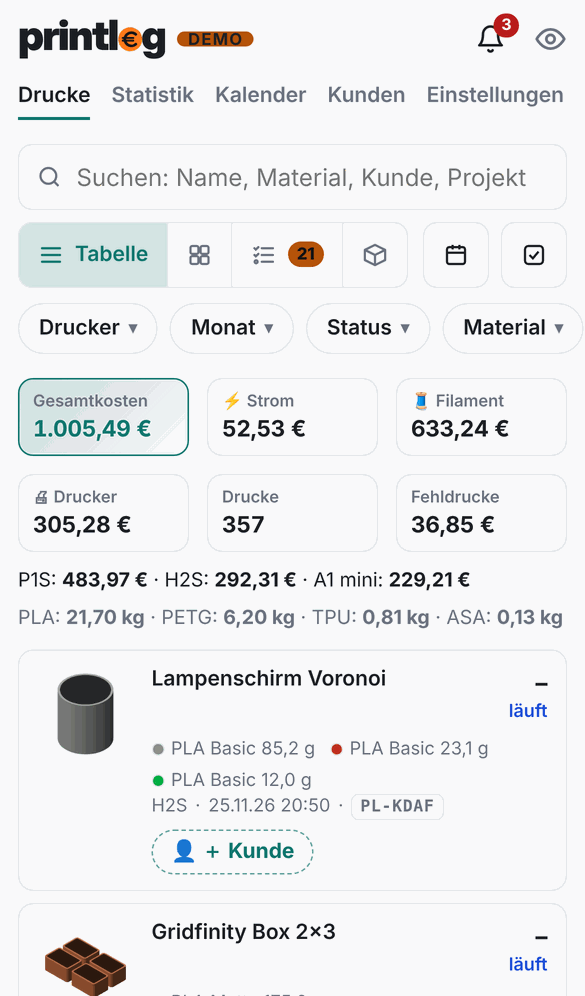 printlog DEMO 3
Drucke Statistik Kalender Kunden Einstellungen
Suchen: Name, Material, Kunde, Projekt
Tabelle 21
Drucker ▾ Monat ▾ Status ▾ Material ▾
Gesamtkosten ⚡ Strom 🧵 Filament
1.005,49 € 52,53 € 633,24 €
🖨 Drucker Drucke Fehldrucke
305,28 € 357 36,85 €
P1S: 483,97 € · H2S: 292,31 € · A1 mini: 229,21 €
PLA: 21,70 kg · PETG: 6,20 kg · TPU: 0,81 kg · ASA: 0,13 kg
Lampenschirm Voronoi –
läuft
PLA Basic 85,2 g PLA Basic 23,1 g
PLA Basic 12,0 g
H2S · 25.11.26 20:50 · PL-KDAF
👤 + Kunde
Gridfinity Box 2×3 –
läuft